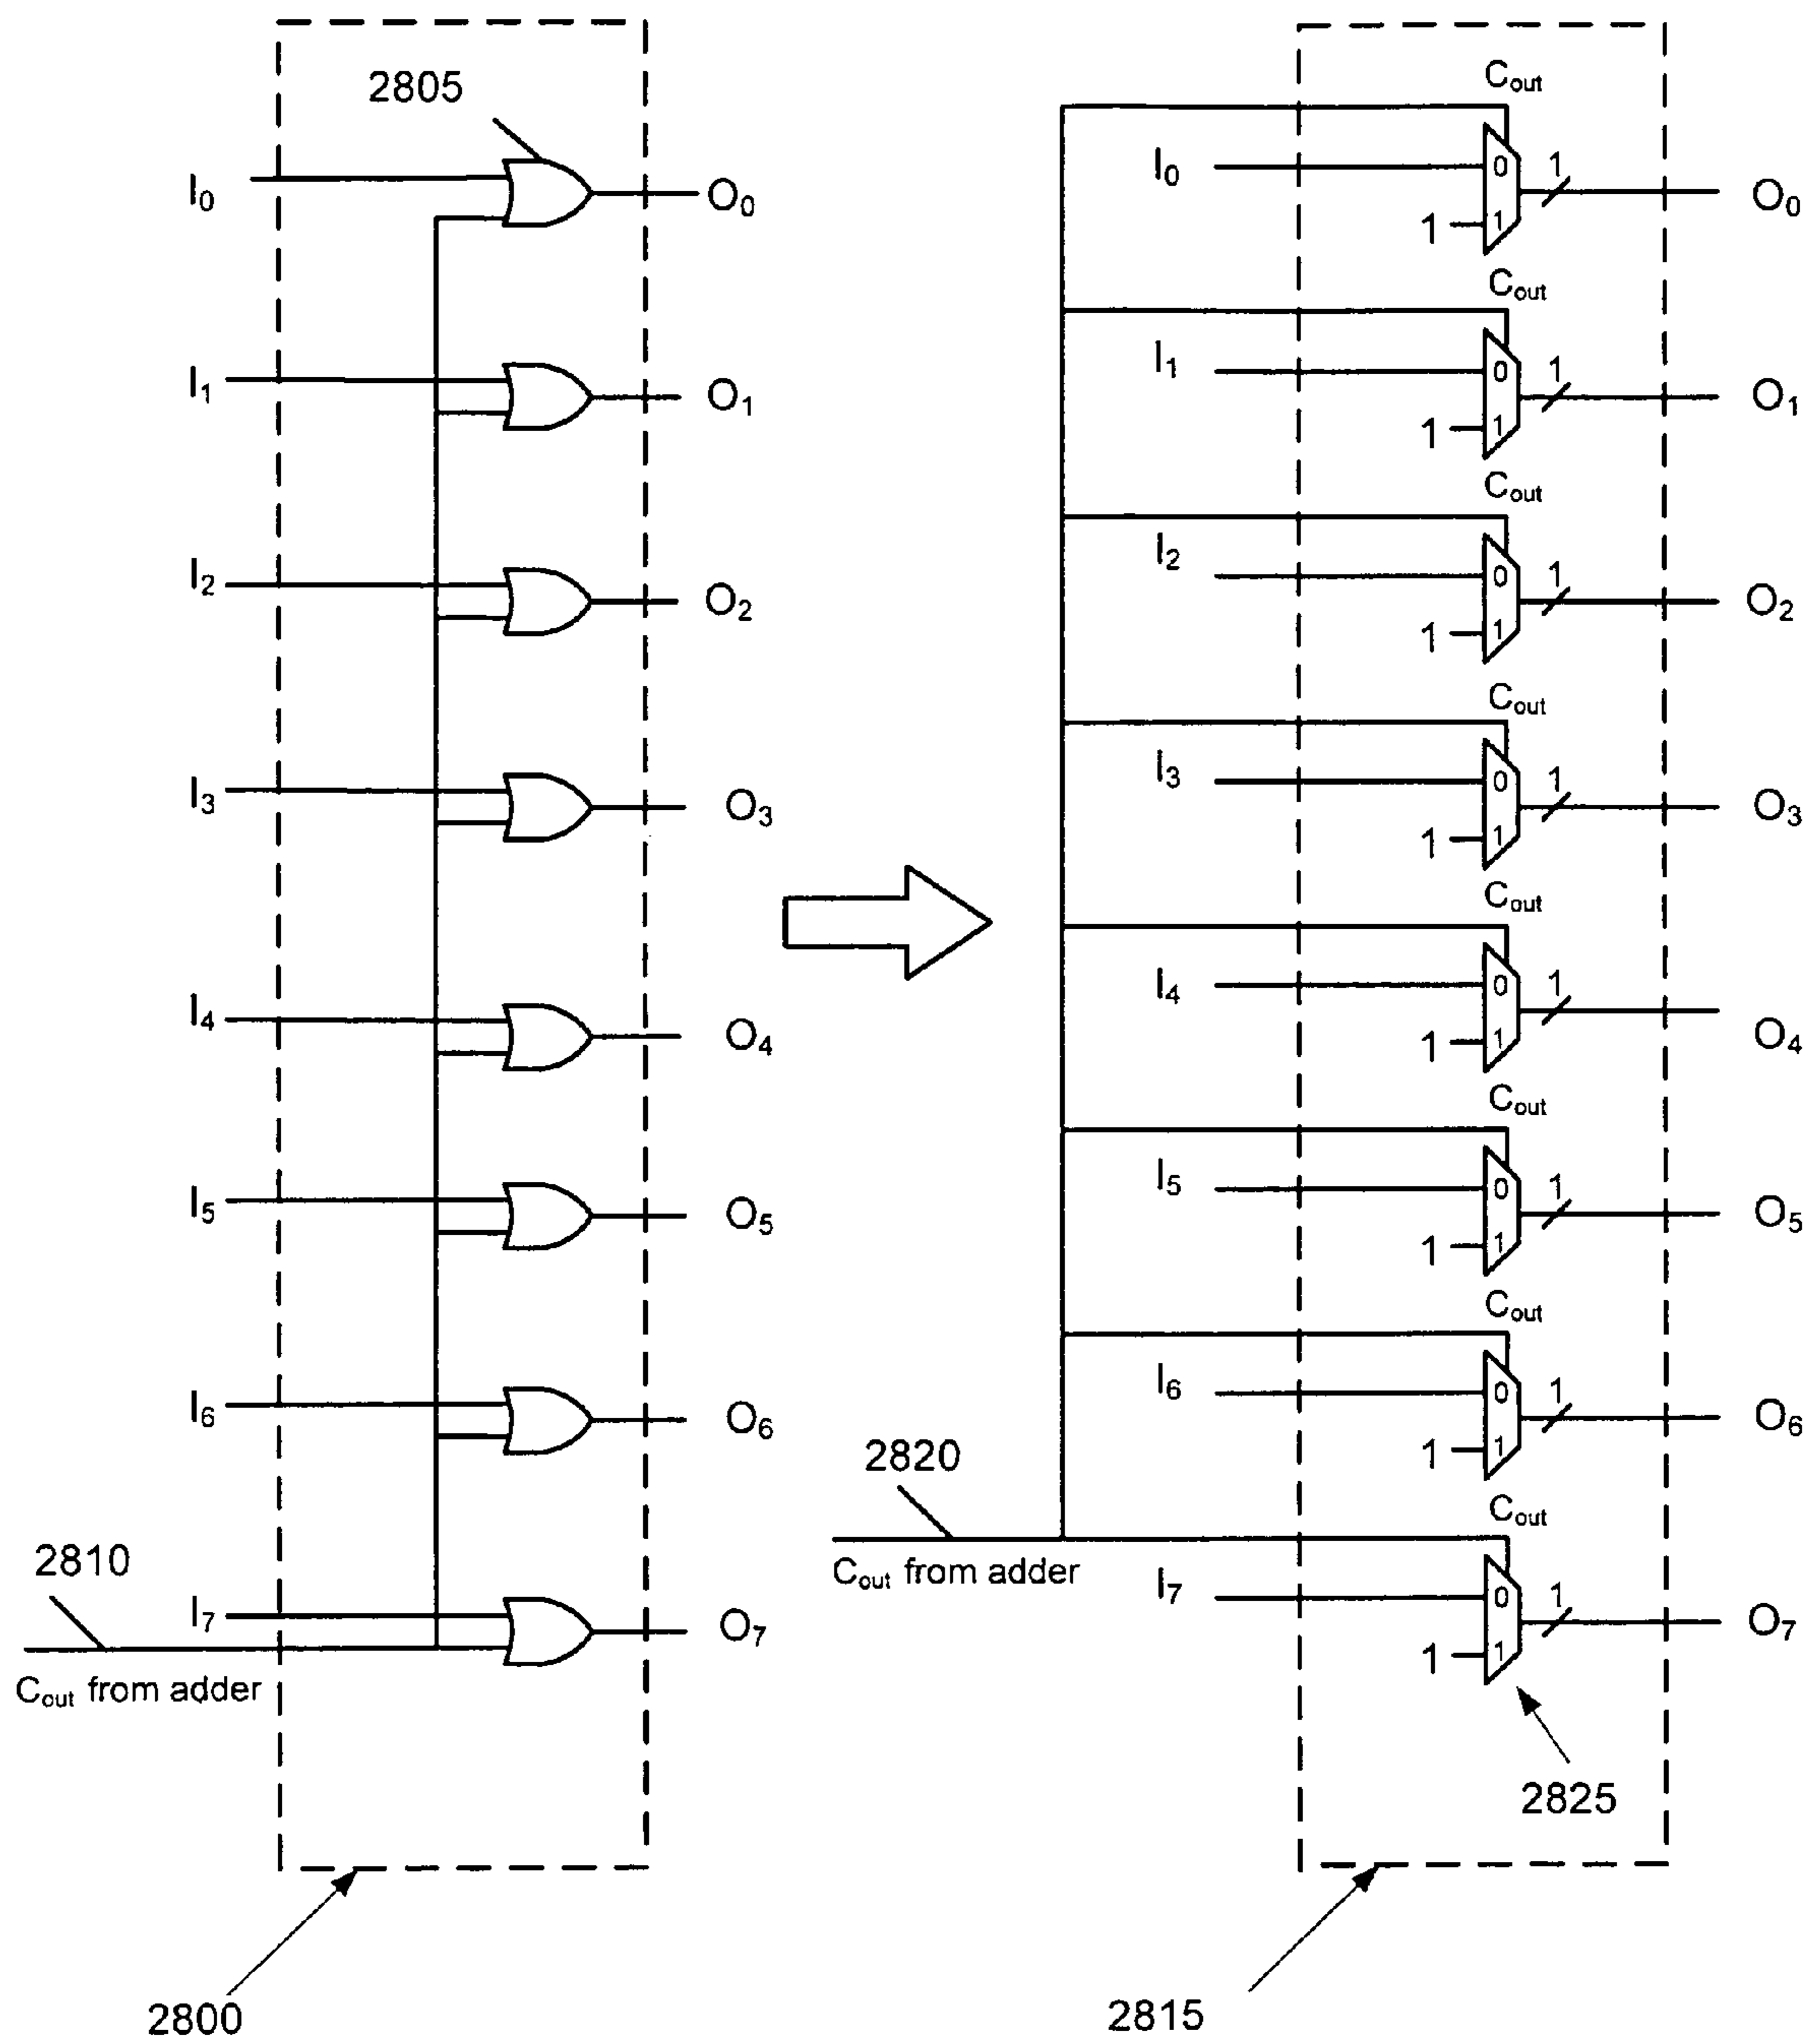 2805
I0
O0
I1
O1
I2
O2
I3
O3
I4
O4
I5
O5
I6
O6
2810
I7
O7
Cout from adder
2800
Cout
I0
0
1
1
1
O0
Cout
I1
0
1
1
1
O1
Cout
I2
0
1
1
1
O2
Cout
I3
0
1
1
1
O3
Cout
I4
0
1
1
1
O4
Cout
I5
0
1
1
1
O5
Cout
I6
0
1
1
1
O6
2820
Cout
Cout from adder
I7
0
1
1
1
O7
2825
2815